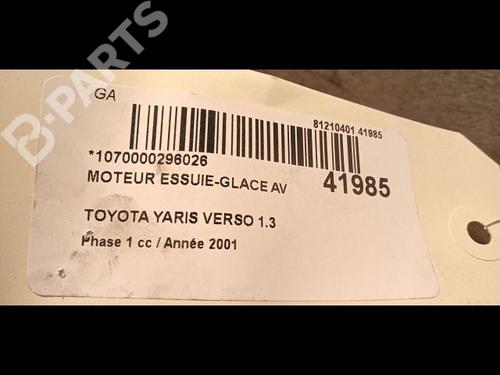 B-PARTS
GA
81210401 41985
*1070000296026
MOTEUR ESSUIE-GLACE AV 41985
TOYOTA YARIS VERSO 1.3
Phase 1 cc / Année 2001